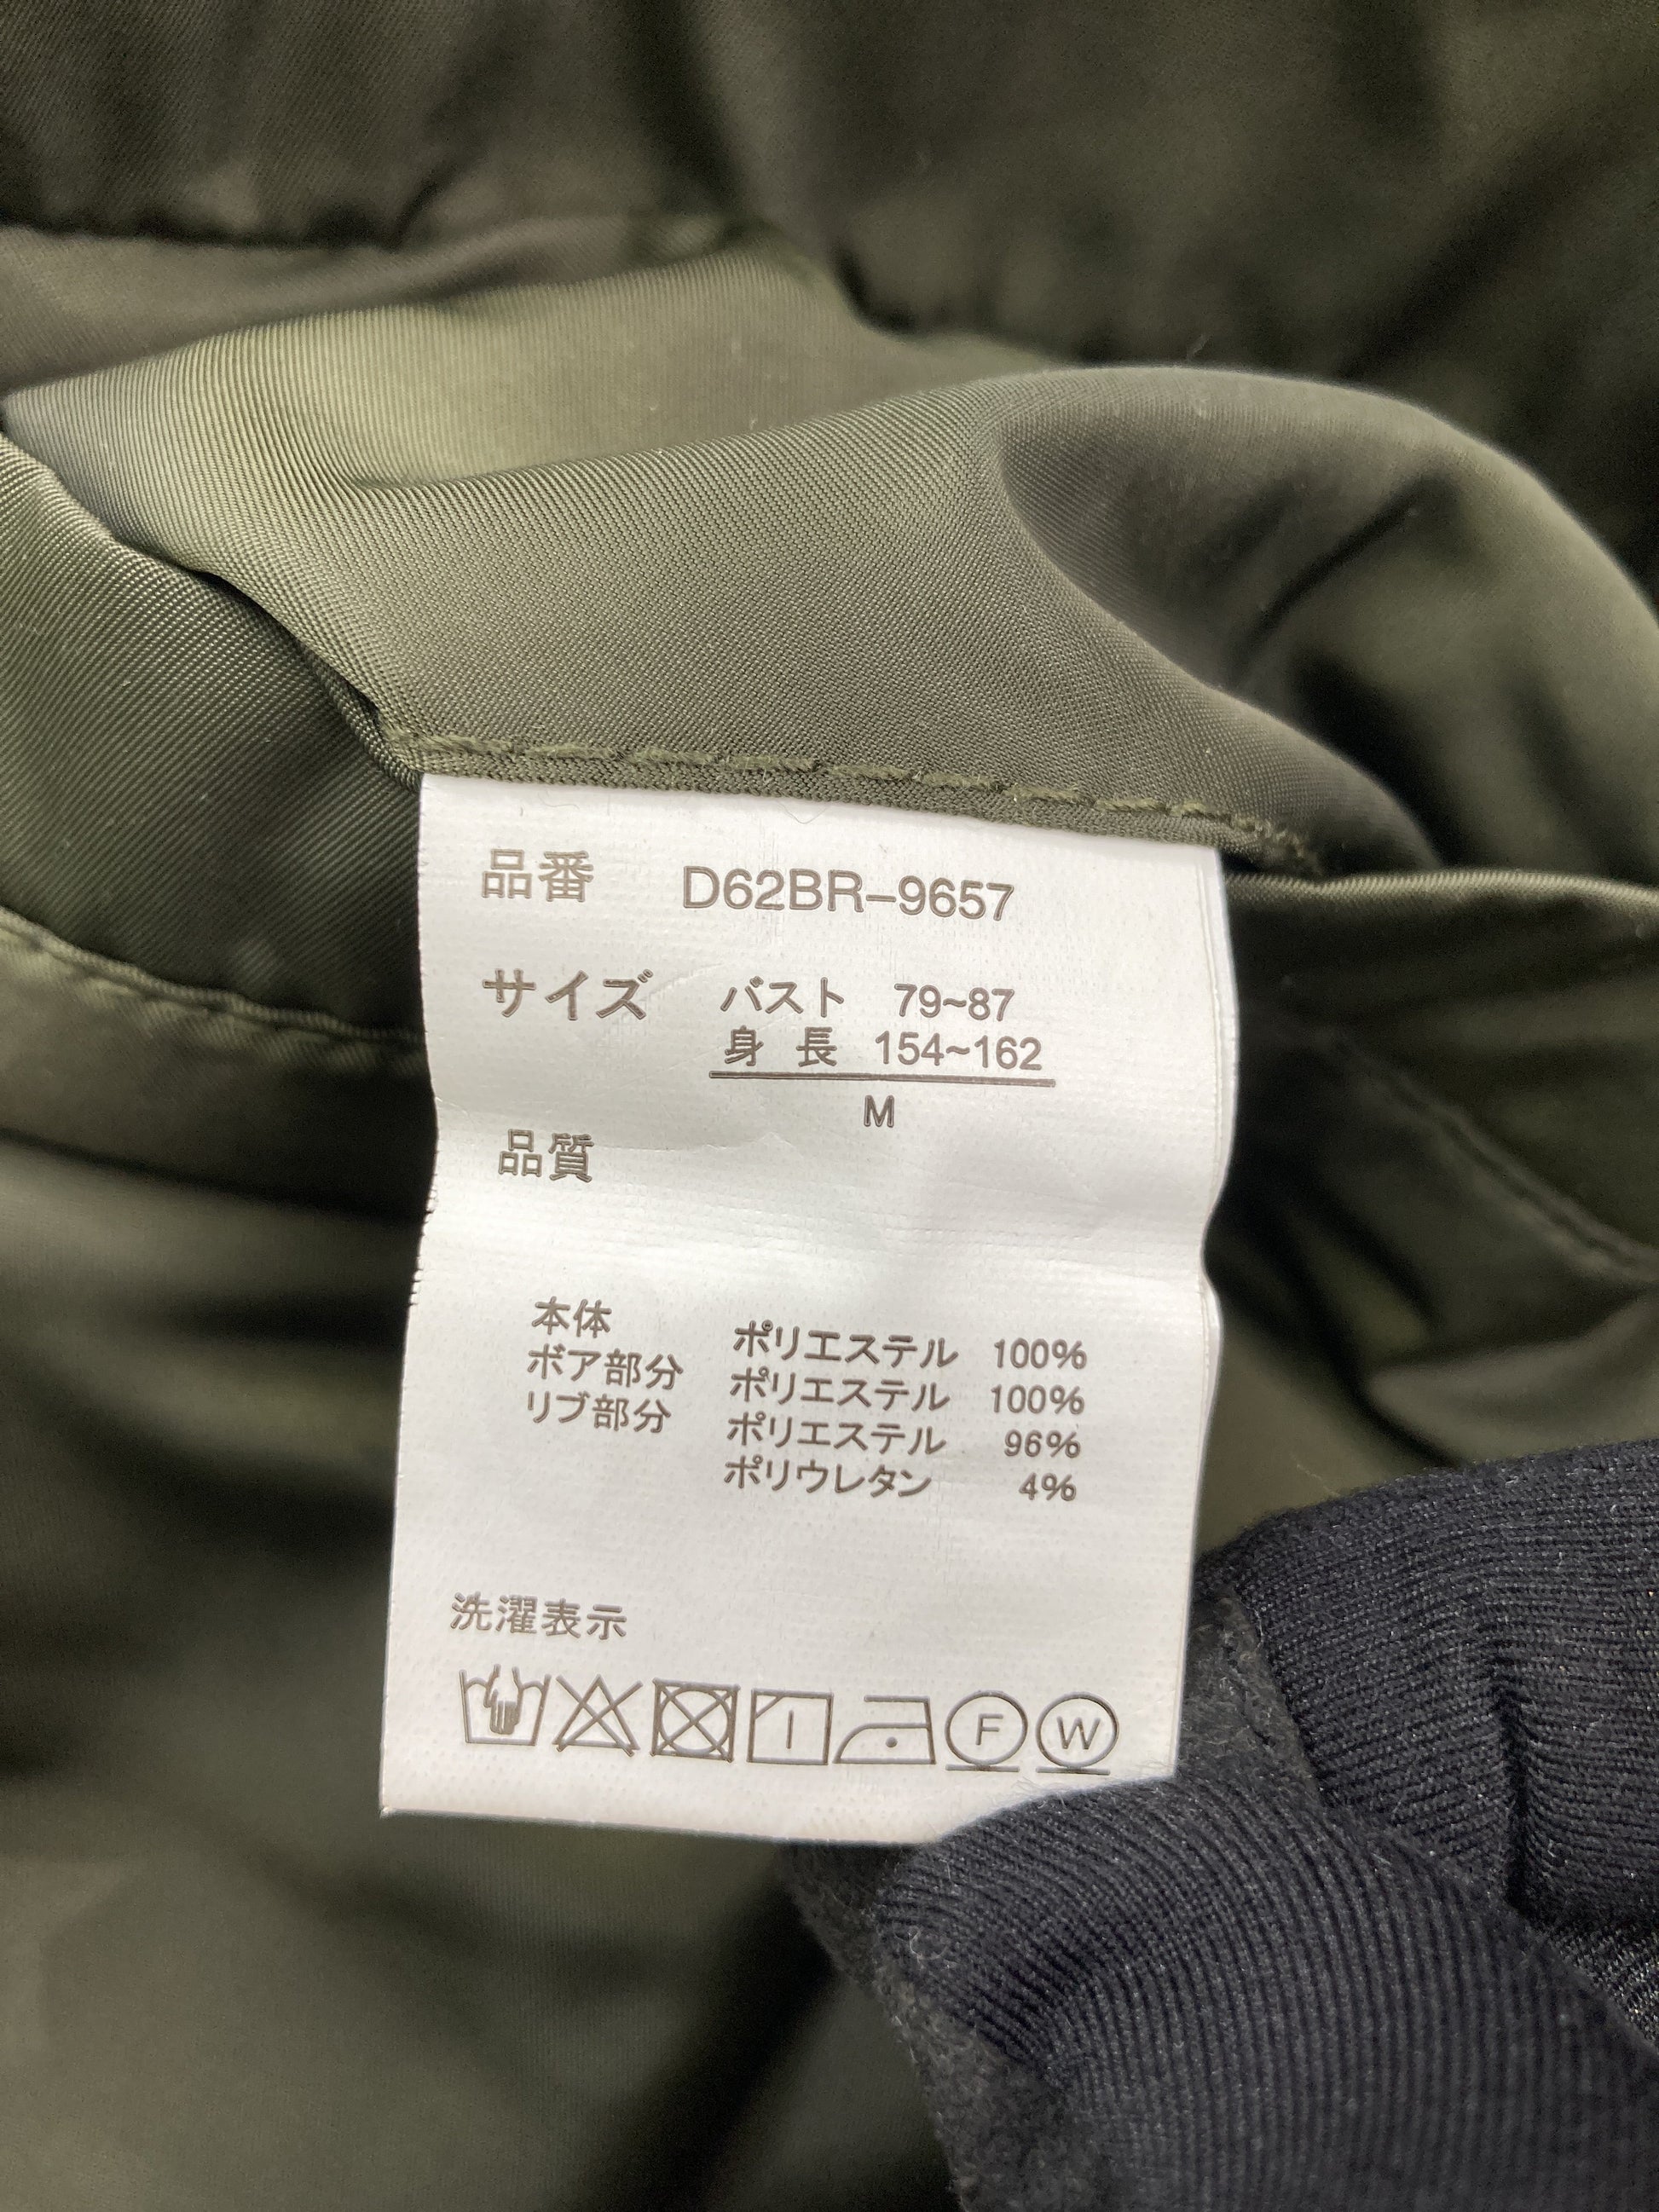 品番 D62BR-9657
サイズ バスト 79~87
身長 154~162
M
品質
本体 ポリエステル 100%
ボア部分 ポリエステル 100%
リブ部分 ポリエステル 96%
ポリウレタン 4%
洗濯表示
F W